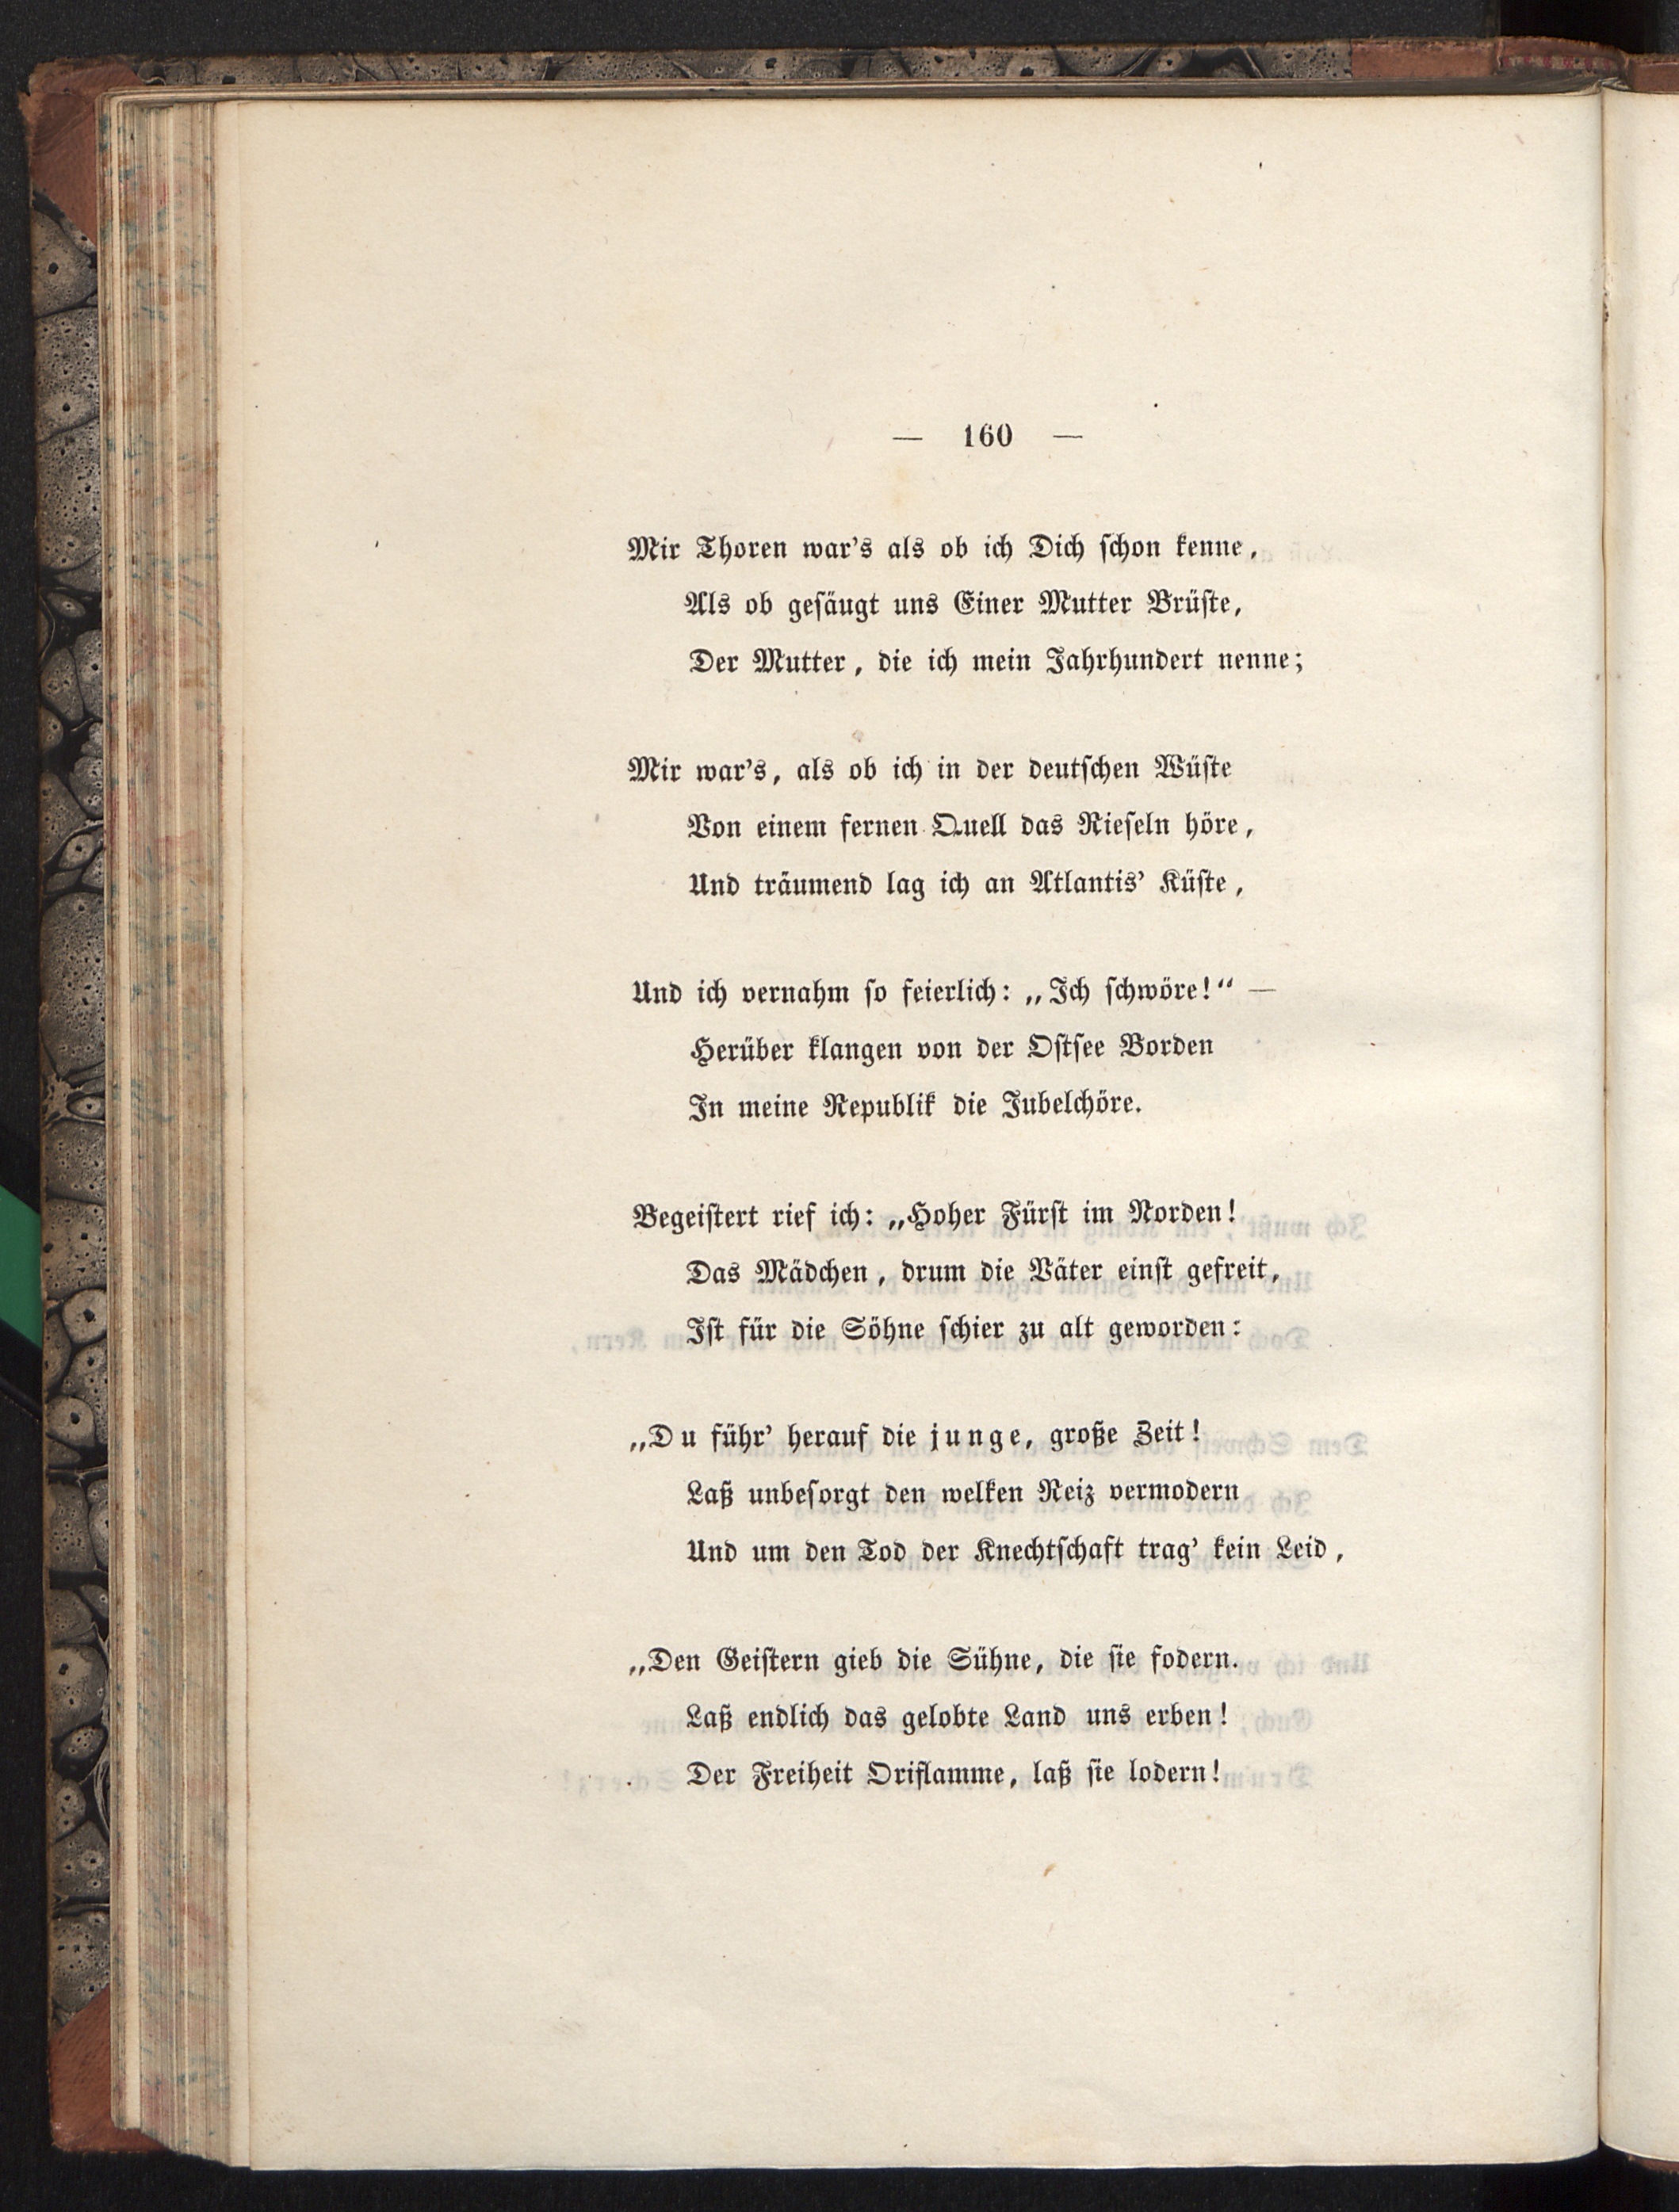 — 160 —
Mir Thoren war's als ob ich Dich schon kenne,
Als ob gesäugt uns Einer Mutter Brüste,
Der Mutter, die ich mein Jahrhundert nenne;
Mir war's, als ob ich in der deutschen Wüste
Von einem fernen Quell das Rieseln höre,
Und träumend lag ich an Atlantis' Küste,
Und ich vernahm so feierlich: „Ich schwöre!“ —
Herüber klangen von der Ostsee Borden
In meine Republik die Jubelchöre.
Begeistert rief ich: „Hoher Fürst im Norden!
Das Mädchen, drum die Väter einst gefreit,
Ist für die Söhne schier zu alt geworden:
„Du führ' herauf die junge, große Zeit!
Laß unbesorgt den welken Reiz vermodern
Und um den Tod der Knechtschaft trag' kein Leid,
„Den Geistern gieb die Sühne, die sie fodern.
Laß endlich das gelobte Land uns erben!
Der Freiheit Oriflamme, laß sie lodern!